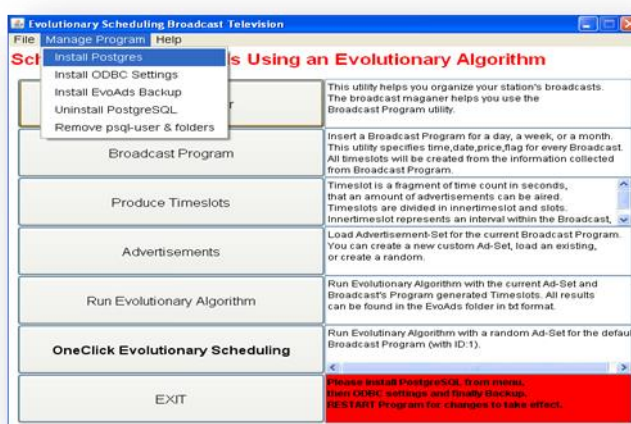 Evolutionary Scheduling Broadcast Television
File Manage Program Help
Sch s Using an Evolutionary Algorithm
Install Postgres
Install ODBC Settings
Install EvoAds Backup
Uninstall PostgreSQL
Remove psql-user & folders
r
This utility helps you organize your station's broadcasts.
The broadcast maganer helps you use the
Broadcast Program utility.
Broadcast Program
Insert a Broadcast Program for a day, a week, or a month.
This utility specifies time,date,price,flag for every Broadcast.
All timeslots will be created from the information collected
from Broadcast Program.
Produce Timeslots
Timeslot is a fragment of time count in seconds,
that an amount of advertisements can be aired.
Timeslots are divided in innertimeslot and slots.
Innertimeslot represents an interval within the Broadcast,
Advertisements
Load Advertisement-Set for the current Broadcast Program.
You can create a new custom Ad-Set, load an existing,
or create a random.
Run Evolutionary Algorithm
Run Evolutionary Algorithm with the current Ad-Set and
Broadcast's Program generated Timeslots. All results
can be found in the EvoAds folder in txt format.
OneClick Evolutionary Scheduling
Run Evolutinary Algorithm with a random Ad-Set for the defaul
Broadcast Program (with ID:1).
EXIT
Please install PostgreSQL from menu,
then ODBC settings and finally Backup.
RESTART Program for changes to take effect.